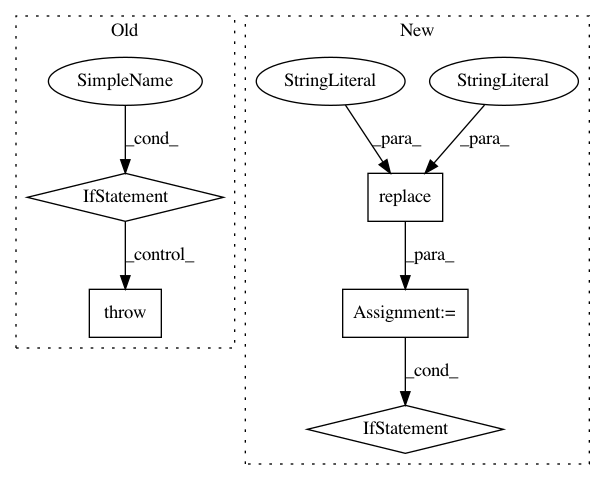 Old
SimpleName
_cond_
IfStatement
_control_
throw
New
StringLiteral
StringLiteral
_para_
_para_
replace
_para_
Assignment:=
_cond_
IfStatement